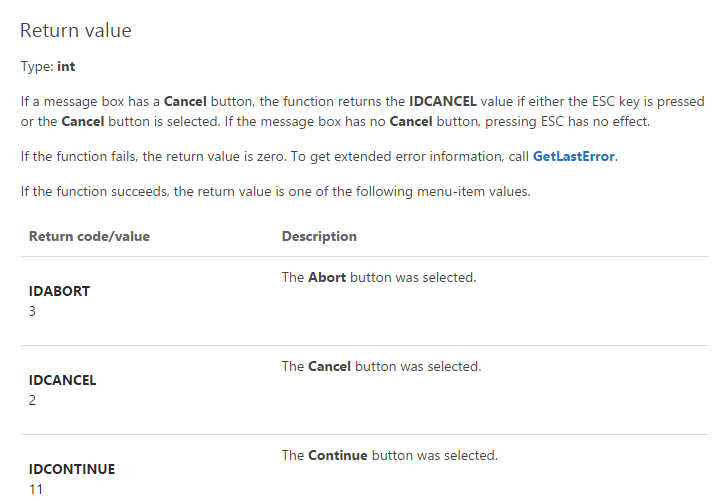 Return value
Type: int
If a message box has a Cancel button, the function returns the IDCANCEL value if either the ESC key is pressed
or the Cancel button is selected. If the message box has no Cancel button, pressing ESC has no effect.
If the function fails, the return value is zero. To get extended error information, call GetLastError.
If the function succeeds, the return value is one of the following menu-item values.
Return code/value Description
The Abort button was selected.
IDABORT
3
The Cancel button was selected.
IDCANCEL
2
The Continue button was selected.
IDCONTINUE
11